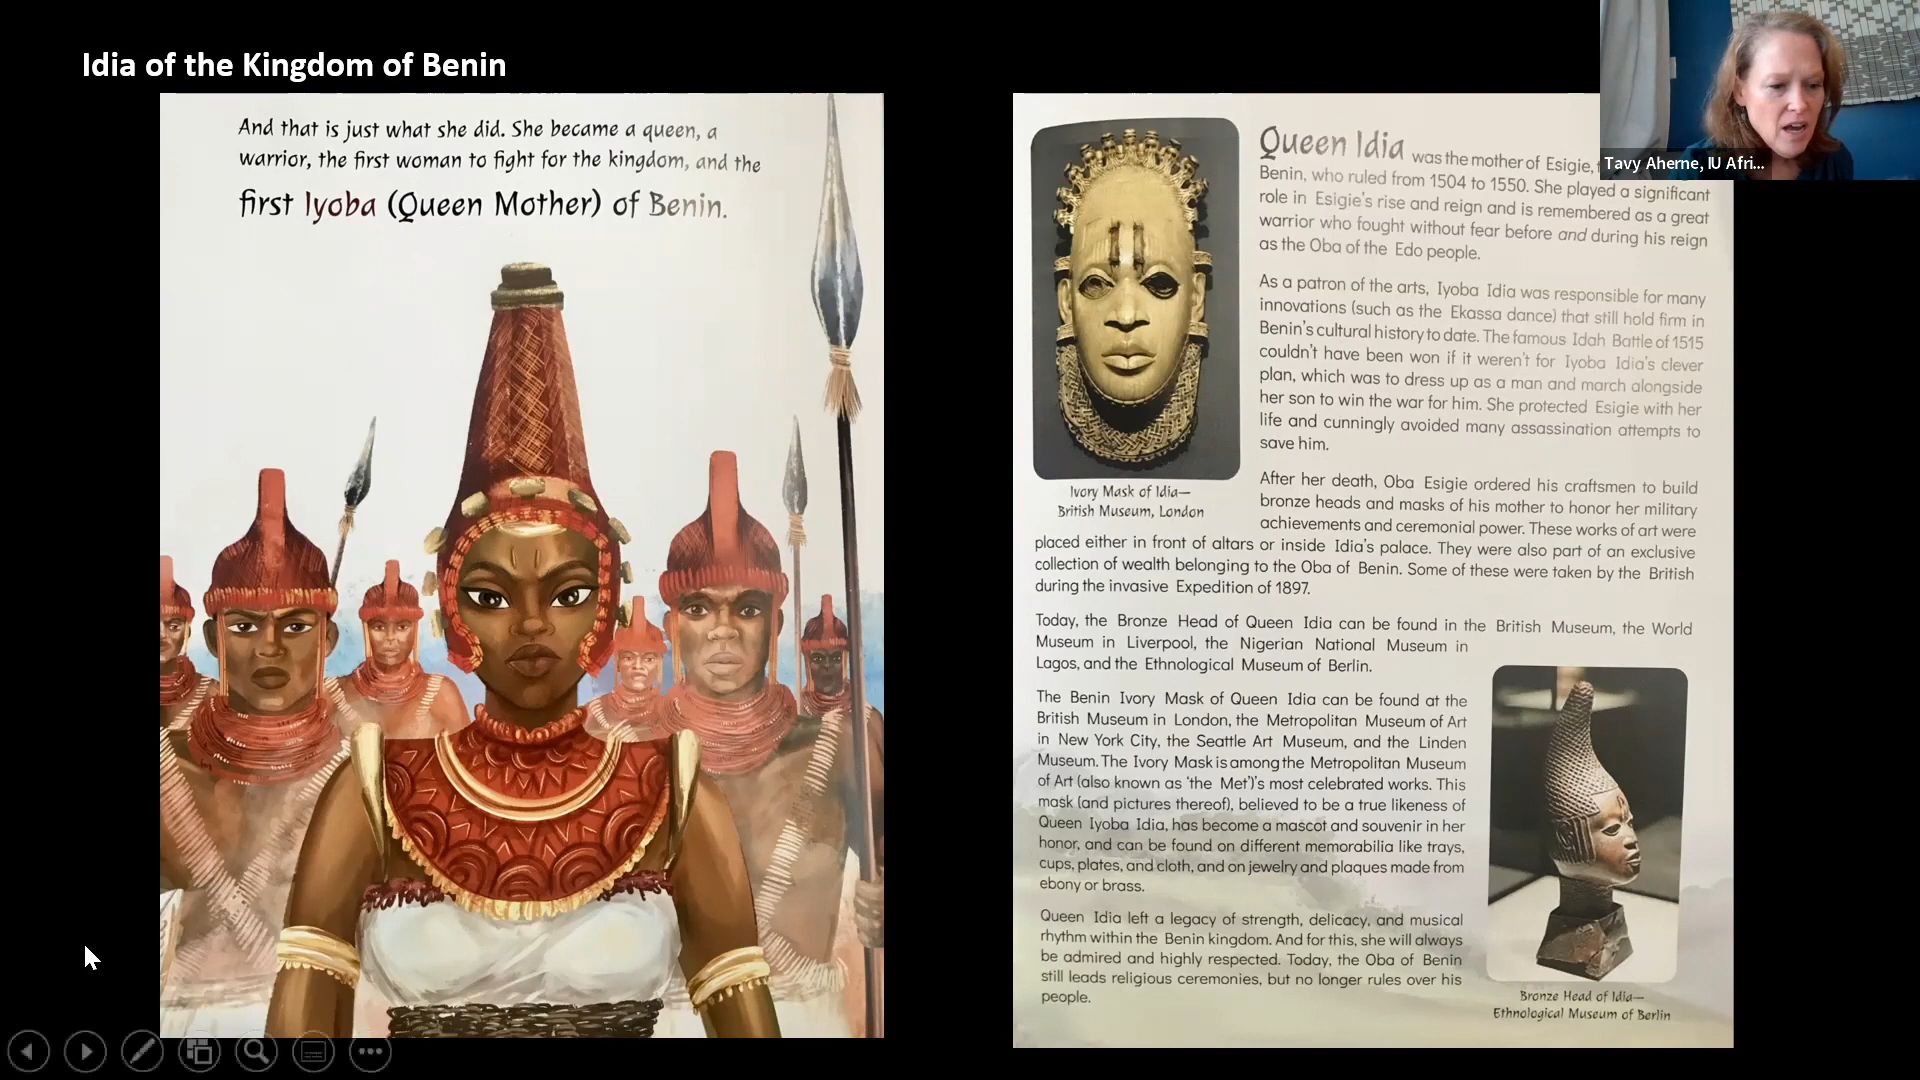 Idia of the Kingdom of Benin
And that is just what she did. She became a queen, a
warrior, the first woman to fight for the kingdom, and the
first Iyoba (Queen Mother) of Benin.
Queen Idia was the mother of Esigie,
Benin, who ruled from 1504 to 1550. She played a significant
role in Esigie's rise and reign and is remembered as a great
warrior who fought without fear before and during his reign
as the Oba of the Edo people.
As a patron of the arts, Iyoba Idia was responsible for many
innovations (such as the Ekassa dance) that still hold firm in
Benin's cultural history to date. The famous Idah Battle of 1515
couldn't have been won if it weren't for Iyoba Idia's clever
plan, which was to dress up as a man and march alongside
her son to win the war for him. She protected Esigie with her
life and cunningly avoided many assassination attempts to
save him.
Ivory Mask of Idia—
British Museum, London
After her death, Oba Esigie ordered his craftsmen to build
bronze heads and masks of his mother to honor her military
achievements and ceremonial power. These works of art were
placed either in front of altars or inside Idia's palace. They were also part of an exclusive
collection of wealth belonging to the Oba of Benin. Some of these were taken by the British
during the invasive Expedition of 1897.
Today, the Bronze Head of Queen Idia can be found in the British Museum, the World
Museum in Liverpool, the Nigerian National Museum in
Lagos, and the Ethnological Museum of Berlin.
The Benin Ivory Mask of Queen Idia can be found at the
British Museum in London, the Metropolitan Museum of Art
in New York City, the Seattle Art Museum, and the Linden
Museum. The Ivory Mask is among the Metropolitan Museum
of Art (also known as 'the Met')'s most celebrated works. This
mask (and pictures thereof), believed to be a true likeness of
Queen Iyoba Idia, has become a mascot and souvenir in her
honor, and can be found on different memorabilia like trays,
cups, plates, and cloth, and on jewelry and plaques made from
ebony or brass.
Queen Idia left a legacy of strength, delicacy, and musical
rhythm within the Benin kingdom. And for this, she will always
be admired and highly respected. Today, the Oba of Benin
still leads religious ceremonies, but no longer rules over his
people.
Bronze Head of Idia—
Ethnological Museum of Berlin
Tavy Aherne, IU Afri...